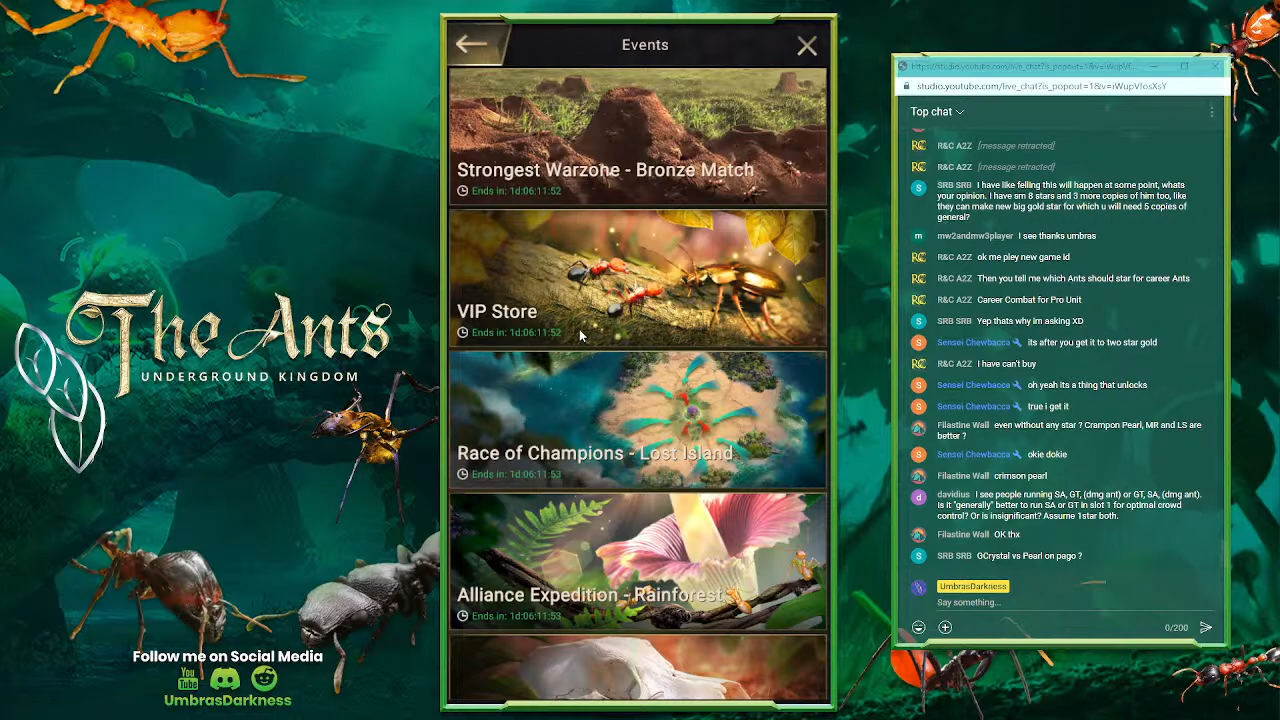 The Ants
UNDERGROUND KINGDOM
Follow me on Social Media
You
Tube
UmbrasDarkness
Events
Strongest Warzone - Bronze Match
Ends in: 1d:06:11:52
VIP Store
Ends in: 1d:06:11:52
Race of Champions - Lost Island
Ends in: 1d:06:11:53
Alliance Expedition - Rainforest
Ends in: 1d:06:11:53
studio.youtube.com/live_chat?is_popout=1&v=iWupVfosXsY
Top chat
R&C A2Z [message retracted]
R&C A2Z [message retracted]
SRB SRB I have like felling this will happen at some point, whats
your opinion. I have sm 8 stars and 3 more copies of him too, like
they can make new big gold star for which u will need 5 copies of
general?
mw2andmw3player I see thanks umbras
R&C A2Z ok me pley new game id
R&C A2Z Then you tell me which Ants should star for career Ants
R&C A2Z Career Combat for Pro Unit
SRB SRB Yep thats why im asking XD
Sensei Chewbacca its after you get it to two star gold
R&C A2Z I have can't buy
Sensei Chewbacca oh yeah its a thing that unlocks
Sensei Chewbacca true i get it
Filastine Wall even without any star ? Crampon Pearl, MR and LS are
better ?
Sensei Chewbacca okie dokie
Filastine Wall crimson pearl
davidius I see people running SA, GT, (dmg ant) or GT, SA, (dmg ant).
Is it "generally" better to run SA or GT in slot 1 for optimal crowd
control? Or is insignificant? Assume 1star both.
Filastine Wall OK thx
SRB SRB GCrystal vs Pearl on pago ?
UmbrasDarkness
Say something...
0/200